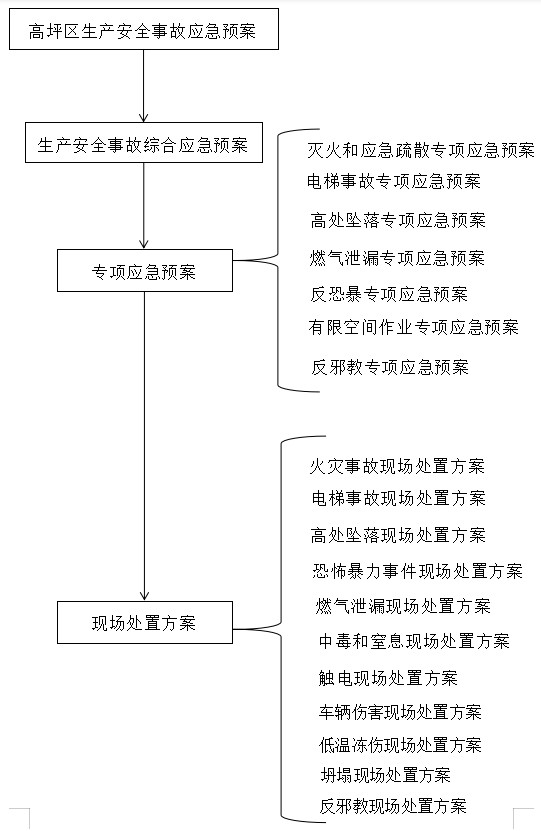 高坪区生产安全事故应急预案
生产安全事故综合应急预案
专项应急预案
灭火和应急疏散专项应急预案
电梯事故专项应急预案
高处坠落专项应急预案
燃气泄漏专项应急预案
反恐暴专项应急预案
有限空间作业专项应急预案
反邪教专项应急预案
现场处置方案
火灾事故现场处置方案
电梯事故现场处置方案
高处坠落现场处置方案
恐怖暴力事件现场处置方案
燃气泄漏现场处置方案
中毒和窒息现场处置方案
触电现场处置方案
车辆伤害现场处置方案
低温冻伤现场处置方案
坍塌现场处置方案
反邪教现场处置方案